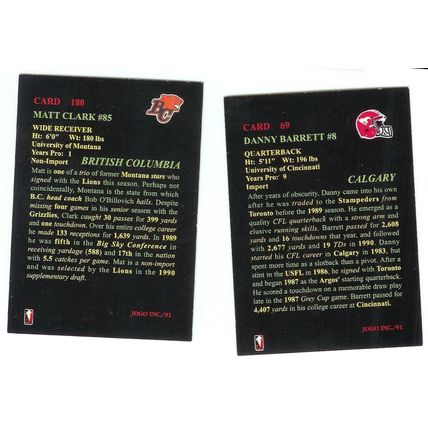 CARD 180
MATT CLARK #85
WIDE RECEIVER
Ht: 6'0" Wt: 180 lbs
University of Montana
Years Pro: 1
Non-Import
BRITISH COLUMBIA
Matt is one of a trio of former Montana stars who
signed with the Lions this season. Perhaps not
coincidentally, Montana is the state from which
B.C. head coach Bob O'Billovich hails. Despite
missing four games in his senior season with the
Grizzlies, Clark caught 30 passes for 399 yards
and one touchdown. Over his entire college career
he made 133 receptions for 1,639 yards. In 1989
he was fifth in the Big Sky Conference in
receiving yardage (588) and 17th in the nation
with 5.5 catches per game. Matt is a non-import
and was selected by the Lions in the 1990
supplementary draft.
JOGO INC./91
CARD 69
DANNY BARRETT #8
QUARTERBACK
Ht: 5'11" Wt: 196 lbs
University of Cincinnati
Years Pro: 9
Import
CALGARY
After years of obscurity, Danny came into his own
after he was traded to the Stampeders from
Toronto before the 1989 season. He emerged as a
quality CFL quarterback with a strong arm and
elusive running skills. Barrett passed for 2,608
yards and 16 touchdowns that year, followed
with 2,677 yards and 19 TDs in 1990. Danny
started his CFL career in Calgary in 1983, but
spent more time as a slotback than a pivot. After a
stint in the USFL in 1986, he signed with Toronto
and began 1987 as the Argos' starting quarterback.
He scored a touchdown on a memorable draw play
late in the 1987 Grey Cup game. Barrett passed for
4,407 yards in his college career at Cincinnati.
JOGO INC./91